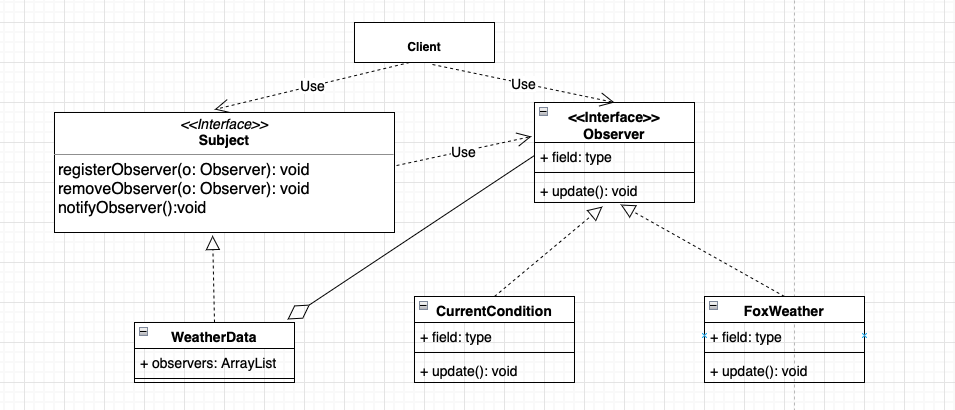 Client
Use
Use
<<Interface>>
Subject
registerObserver(o: Observer): void
removeObserver(o: Observer): void
notifyObserver():void
Use
<<Interface>>
Observer
+ field: type
+ update(): void
WeatherData
+ observers: ArrayList
CurrentCondition
+ field: type
+ update(): void
FoxWeather
+ field: type
+ update(): void